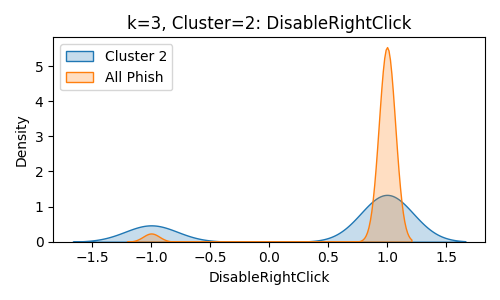 k=3, Cluster=2: DisableRightClick
Cluster 2
All Phish
Density
5
4
3
2
1
0
−1.5 −1.0 −0.5 0.0 0.5 1.0 1.5
DisableRightClick